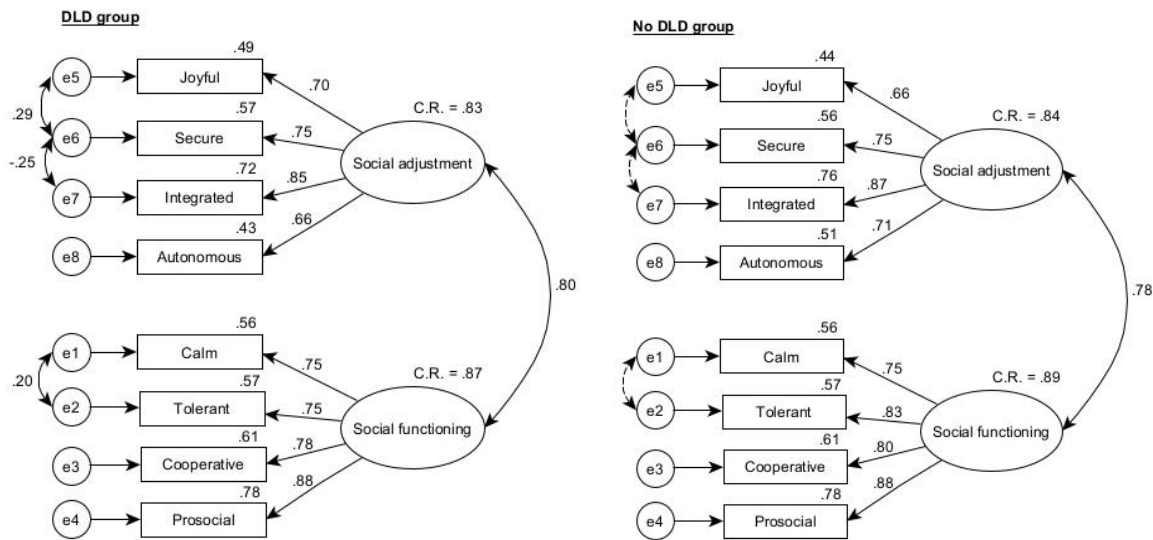 DLD group
.49
e5
Joyful
.70
.29
.57
C.R. = .83
e6
Secure
.75
Social adjustment
-.25
.72
e7
Integrated
.85
.66
.43
e8
Autonomous
.80
.56
e1
Calm
.75
.20
.57
C.R. = .87
e2
Tolerant
.75
Social functioning
.61
.78
e3
Cooperative
.88
.78
e4
Prosocial
No DLD group
.44
e5
Joyful
.66
.56
C.R. = .84
e6
Secure
.75
Social adjustment
.76
.87
e7
Integrated
.71
.51
e8
Autonomous
.78
.56
e1
Calm
.75
.57
C.R. = .89
e2
Tolerant
.83
Social functioning
.61
.80
e3
Cooperative
.88
.78
e4
Prosocial